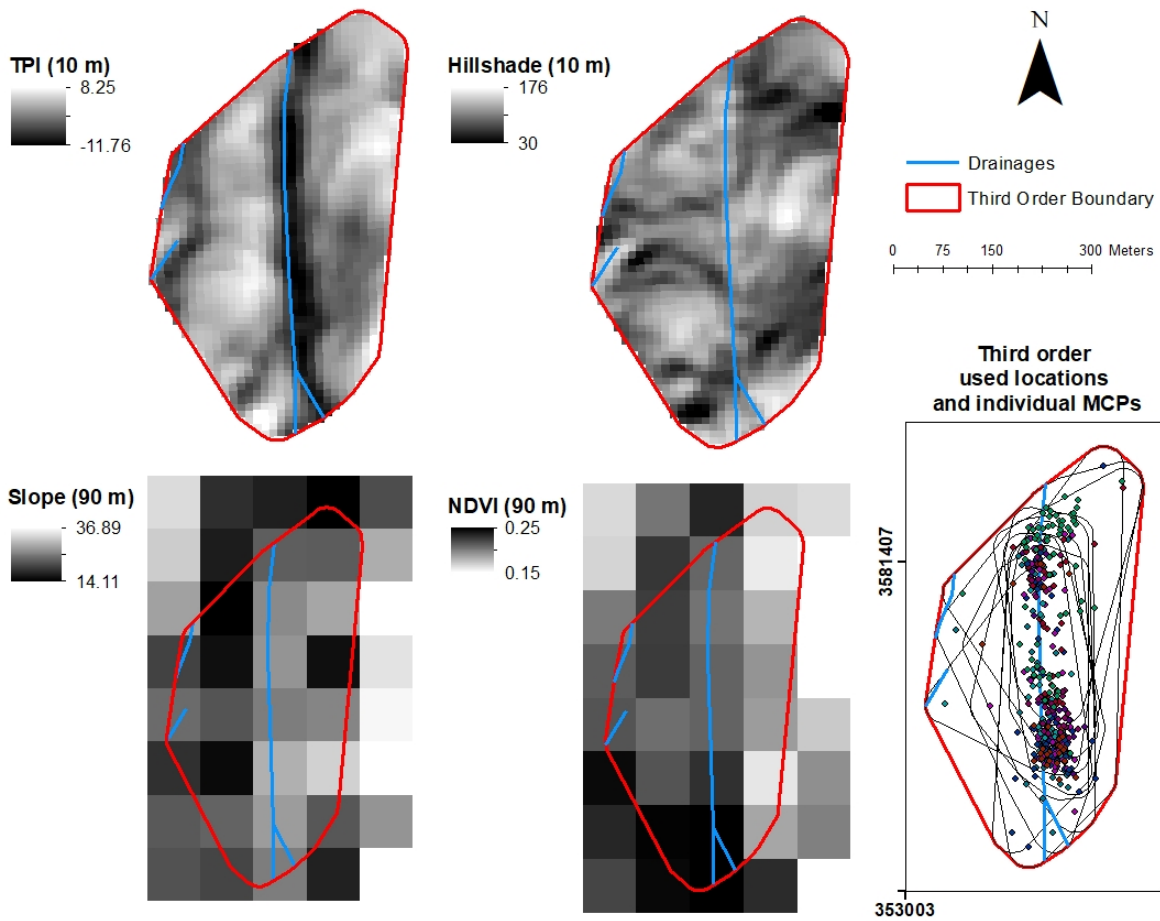 TPI (10 m)
8.25
-11.76
Hillshade (10 m)
176
30
N
Drainages
Third Order Boundary
0 75 150 300 Meters
Slope (90 m)
36.89
14.11
NDVI (90 m)
0.25
0.15
Third order
used locations
and individual MCPs
3581407
353003